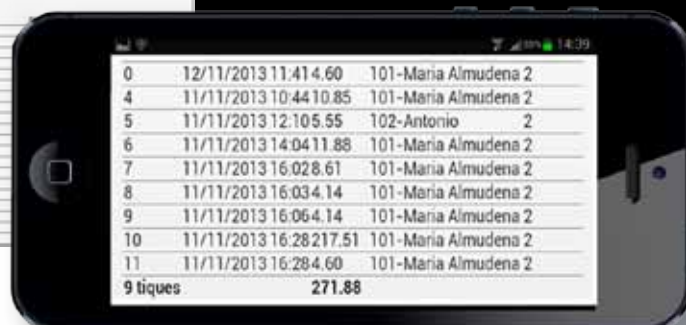 14:39
0 12/11/2013 11:41 4.60 101-Maria Almudena 2
4 11/11/2013 10:44 10.85 101-Maria Almudena 2
5 11/11/2013 12:10 5.55 102-Antonio 2
6 11/11/2013 14:04 11.88 101-Maria Almudena 2
7 11/11/2013 16:02 8.61 101-Maria Almudena 2
8 11/11/2013 16:03 4.14 101-Maria Almudena 2
9 11/11/2013 16:06 4.14 101-Maria Almudena 2
10 11/11/2013 16:28 217.51 101-Maria Almudena 2
11 11/11/2013 16:28 4.60 101-Maria Almudena 2
9 tiques 271.88